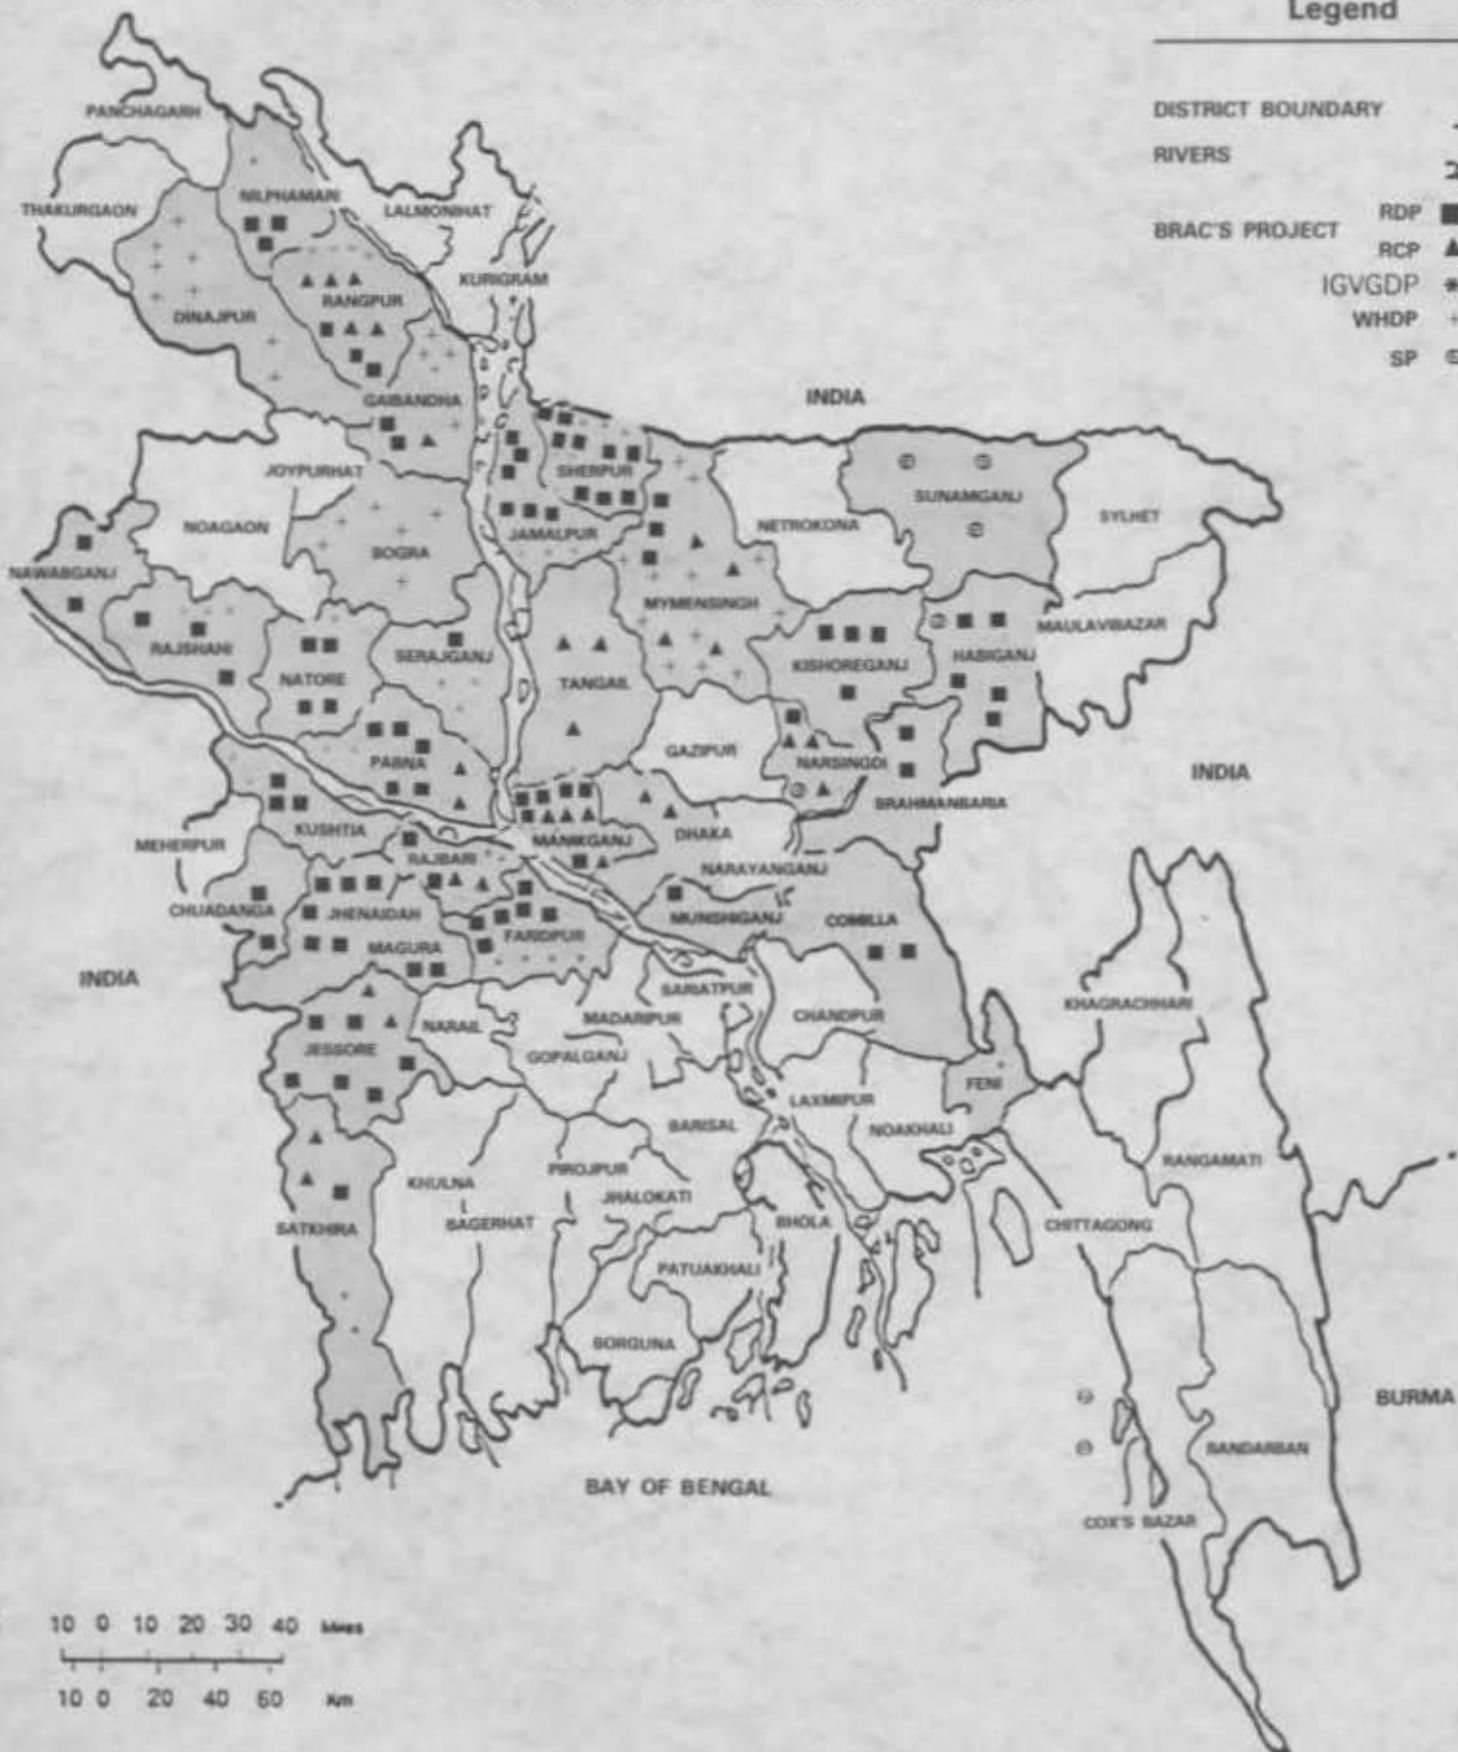 Legend
DISTRICT BOUNDARY
RIVERS
BRAC'S PROJECT
RDP
RCP
IGVGDP
WHDP
SP
PANCHAGARH
THAKURGAON
NILPHAMARI
LALMONIHAT
KURIGRAM
RANGPUR
DINAJPUR
GAIBANDHA
INDIA
JOYPURHAT
SHERPUR
SUNAMGANJ
NOAGAON
JAMALPUR
NETROKONA
SYLHET
BOGRA
NAWABGANJ
MYMENSINGH
MAULAVIBAZAR
RAJSHANI
SERAJGANJ
KISHOREGANJ
HABIGANJ
NATORE
TANGAIL
GAZIPUR
PABNA
NARSINGDI
INDIA
BRAHMANBARIA
KUSHTIA
MEHERPUR
MANIKGANJ
DHAKA
RAJBARI
NARAYANGANJ
CHUADANGA
JHENAIDAH
MUNSHIGANJ
COMILLA
FARIDPUR
MAGURA
INDIA
SARIATPUR
KHAGRACHHARI
NARAIL
MADARIPUR
CHANDPUR
JESSORE
GOPALGANJ
FENI
LAXMIPUR
BARISAL
NOAKHALI
RANGAMATI
PIROJPUR
KHULNA
JHALOKATI
SATKHIRA
BAGERHAT
BHOLA
CHITTAGONG
PATUAKHALI
BORGUNA
BURMA
BANDARBAN
BAY OF BENGAL
COX'S BAZAR
10 0 10 20 30 40 Miles
10 0 20 40 60 Km